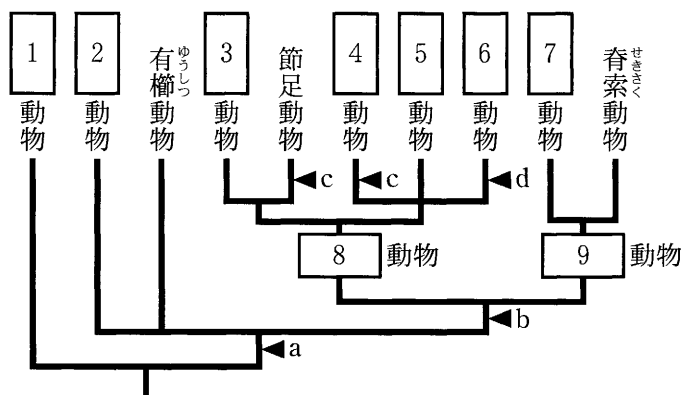 1 動物
2 動物
有櫛動物
ゆうしつ
3 動物
節足動物
4 動物
5 動物
6 動物
7 動物
脊索動物
せきさく
c
c
d
8 動物
9 動物
b
a